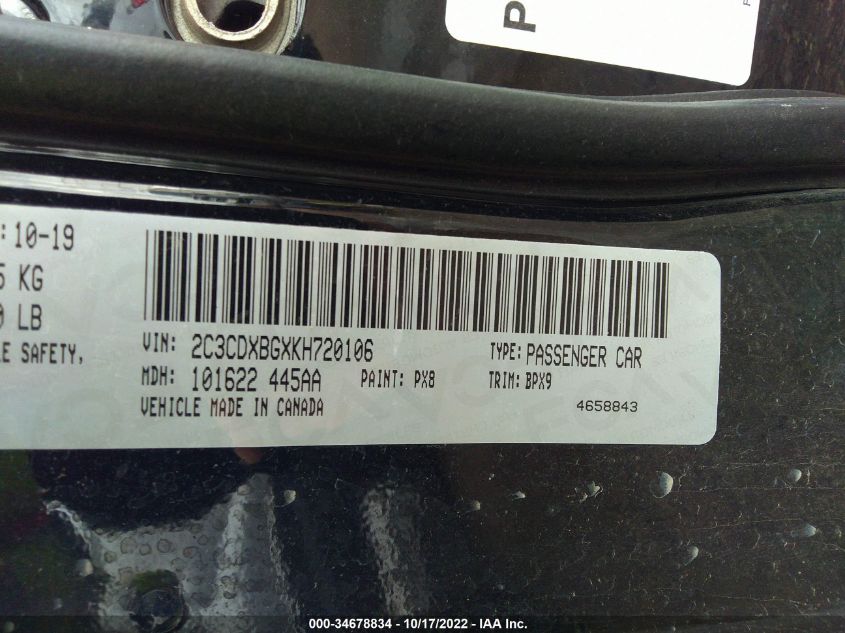 P
: 10-19
5 KG
0 LB
LE SAFETY,
VIN: 2C3CDXBGXKH720106 TYPE: PASSENGER CAR
MDH: 101622 445AA PAINT: PX8 TRIM: BPX9
VEHICLE MADE IN CANADA 4658843
000-34678834 - 10/17/2022 - IAA Inc.